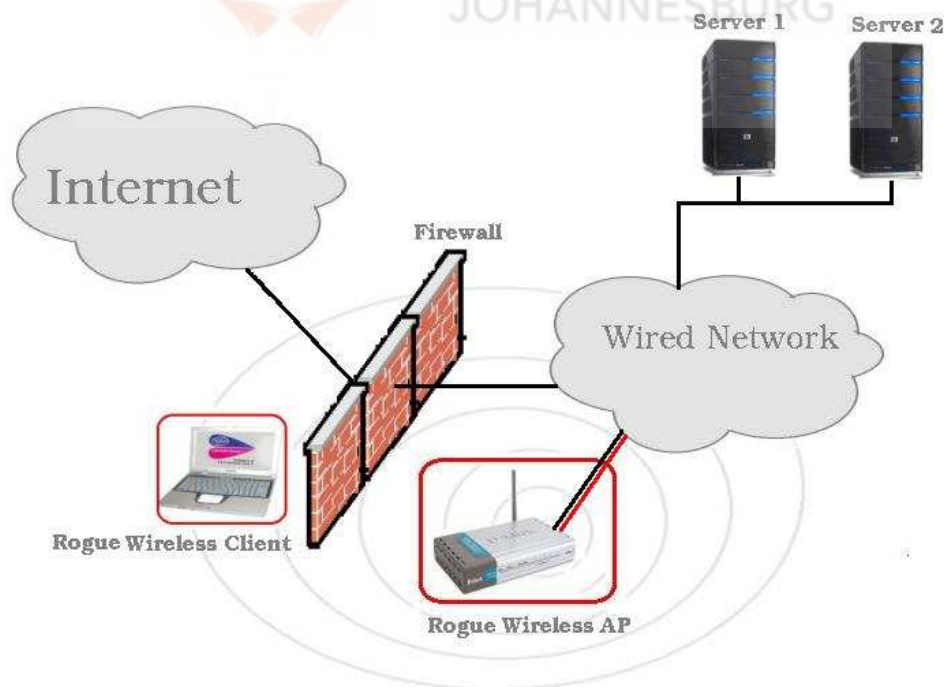 JOHANNESBURG
Server 1
Server 2
Internet
Firewall
Wired Network
Rogue Wireless Client
Rogue Wireless AP